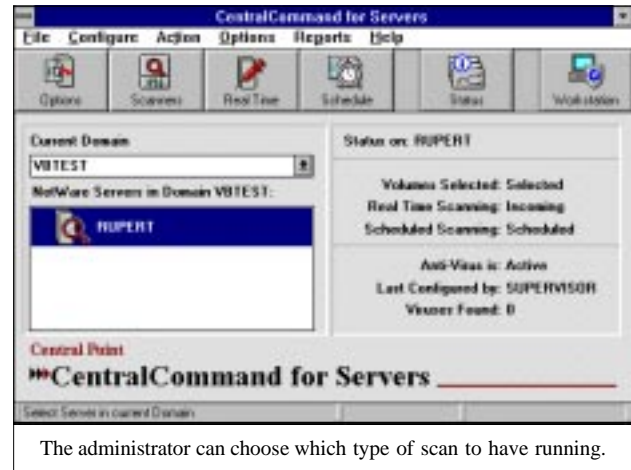 CentralCommand for Servers
File Configure Action Options Reports Help
Options Scanners Real Time Schedule Status Workstation
Current Domain
VBTEST
NetWare Servers in Domain VBTEST:
RUPERT
Status on: RUPERT
Volumes Selected: Selected
Real Time Scanning: Incoming
Scheduled Scanning: Scheduled
Anti-Virus is: Active
Last Configured by: SUPERVISOR
Viruses Found: 0
Central Point
CentralCommand for Servers
Select Server in current Domain
The administrator can choose which type of scan to have running.